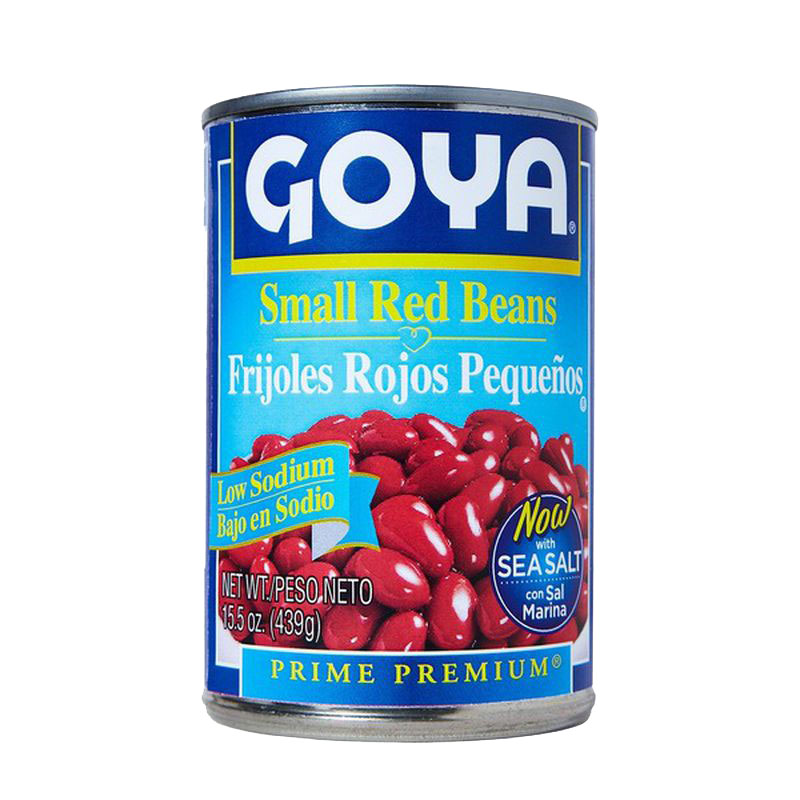 GOYA®
Small Red Beans
Frijoles Rojos Pequeños®
Low Sodium
Bajo en Sodio
Now
with
SEA SALT
con Sal
Marina
NET WT./PESO NETO
15.5 oz. (439g)
PRIME PREMIUM®